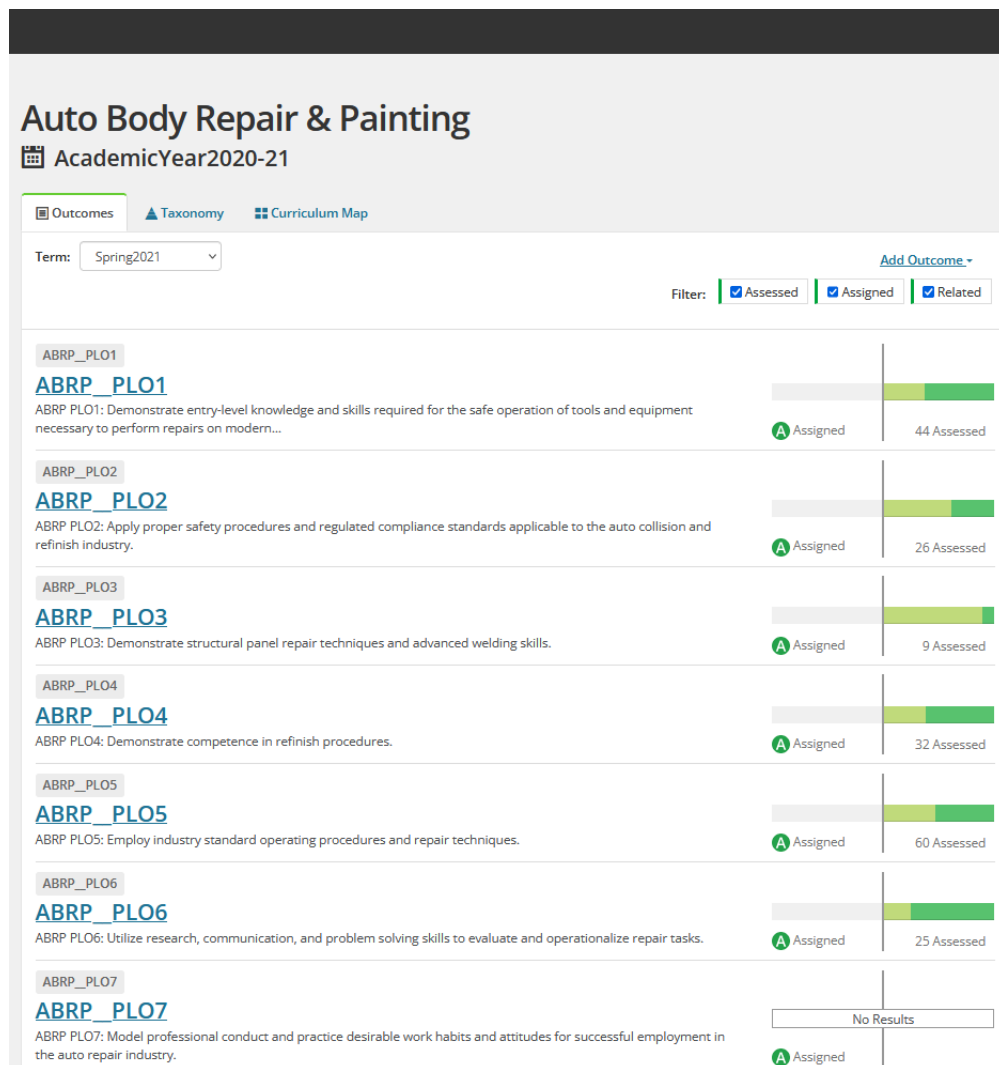 Auto Body Repair & Painting
AcademicYear2020-21
Outcomes Taxonomy Curriculum Map
Term: Spring2021
Add Outcome
Filter: Assessed Assigned Related
ABRP__PLO1
ABRP__PLO1
ABRP PLO1: Demonstrate entry-level knowledge and skills required for the safe operation of tools and equipment
necessary to perform repairs on modern...
A Assigned 44 Assessed
ABRP__PLO2
ABRP__PLO2
ABRP PLO2: Apply proper safety procedures and regulated compliance standards applicable to the auto collision and
refinish industry.
A Assigned 26 Assessed
ABRP__PLO3
ABRP__PLO3
ABRP PLO3: Demonstrate structural panel repair techniques and advanced welding skills.
A Assigned 9 Assessed
ABRP__PLO4
ABRP__PLO4
ABRP PLO4: Demonstrate competence in refinish procedures.
A Assigned 32 Assessed
ABRP__PLO5
ABRP__PLO5
ABRP PLO5: Employ industry standard operating procedures and repair techniques.
A Assigned 60 Assessed
ABRP__PLO6
ABRP__PLO6
ABRP PLO6: Utilize research, communication, and problem solving skills to evaluate and operationalize repair tasks.
A Assigned 25 Assessed
ABRP__PLO7
ABRP__PLO7
ABRP PLO7: Model professional conduct and practice desirable work habits and attitudes for successful employment in
the auto repair industry.
No Results
A Assigned